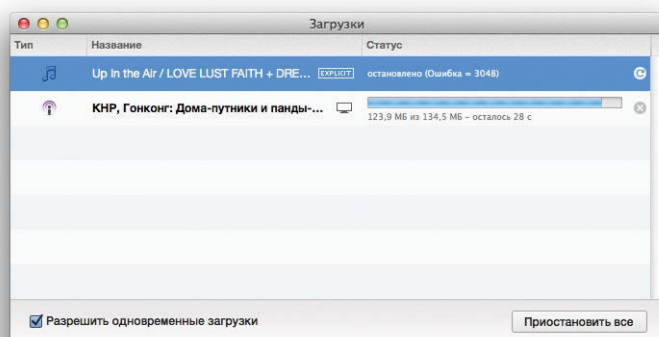 Загрузки
Тип Название Статус
Up In the Air / LOVE LUST FAITH + DRE... EXPLICIT остановлено (Ошибка = 3048)
КНР, Гонконг: Дома-путники и панды-...
123,9 МБ из 134,5 МБ – осталось 28 с
Разрешить одновременные загрузки Приостановить все